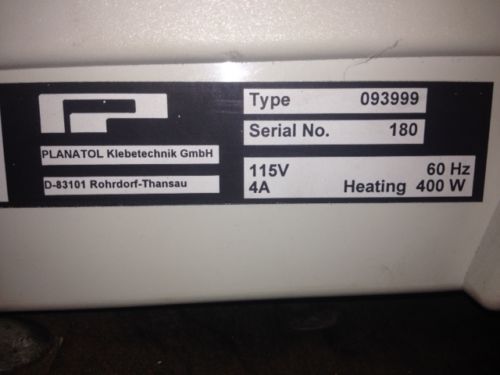 Type 093999
Serial No. 180
PLANATOL Klebetechnik GmbH
D-83101 Rohrdorf-Thansau
115V 60 Hz
4A Heating 400 W